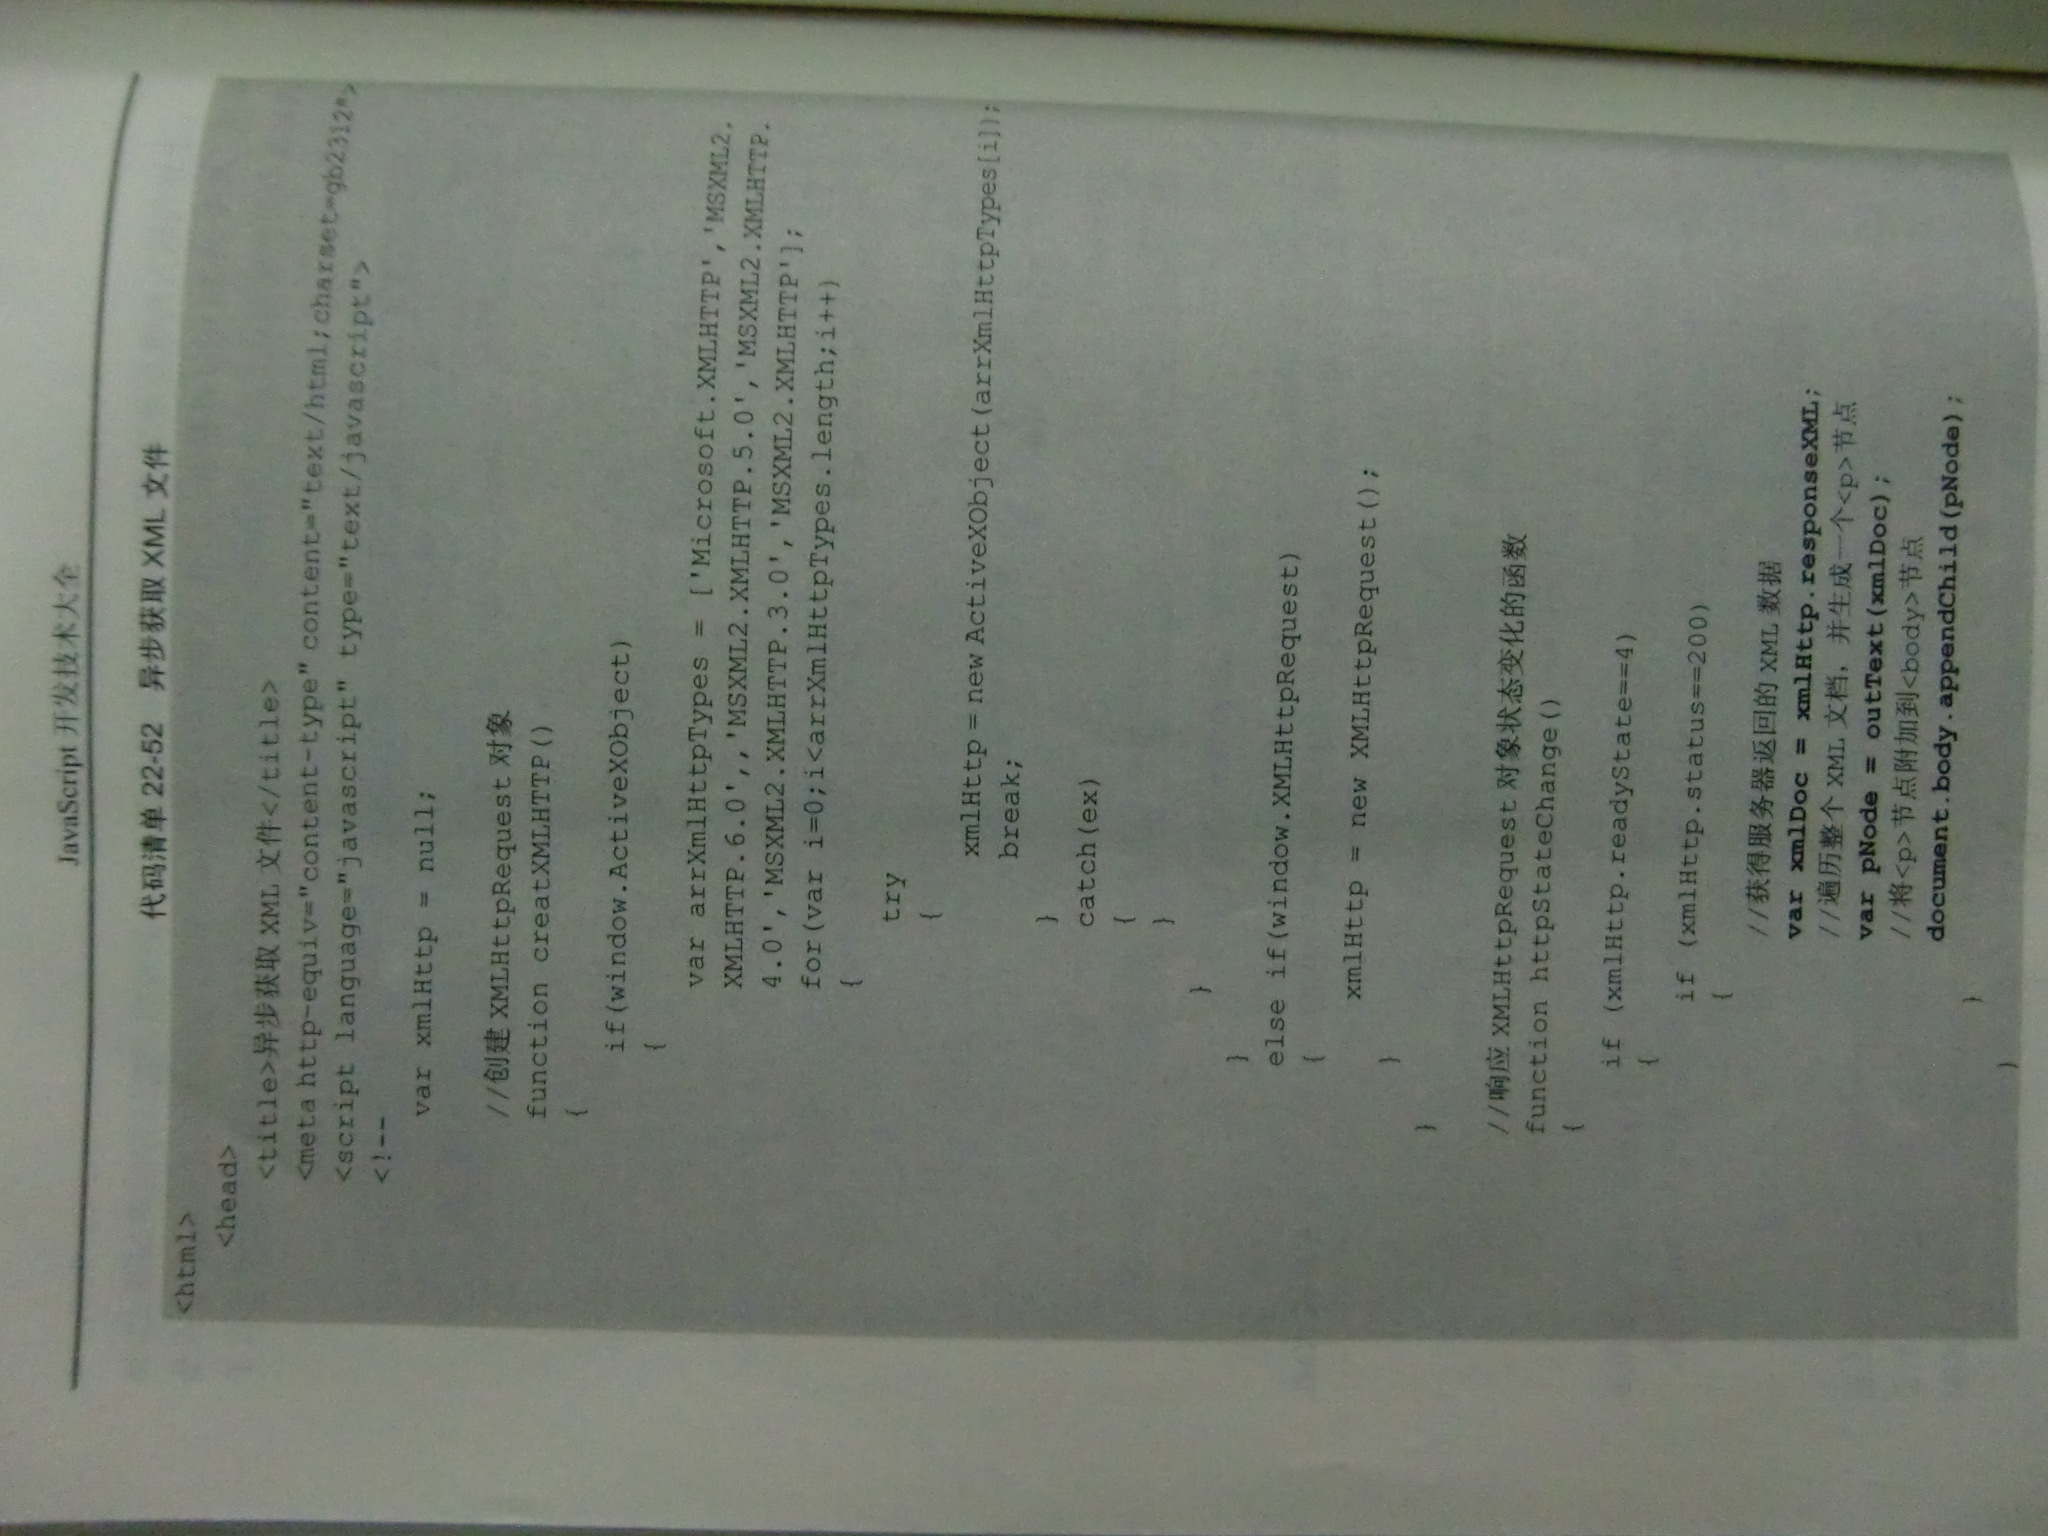 JavaScript 开发技术大全
代码清单 22-52 异步获取 XML 文件
<html>
<head>
<title>异步获取 XML 文件</title>
<meta http-equiv="content-type" content="text/html;charset=gb2312">
<script language="javascript" type="text/javascript">
<!--
var xmlHttp = null;
//创建 XMLHttpRequest 对象
function creatXMLHTTP()
{
if(window.ActiveXObject)
{
var arrXmlHttpTypes = ['Microsoft.XMLHTTP','MSXML2.
XMLHTTP.6.0',,'MSXML2.XMLHTTP.5.0','MSXML2.XMLHTTP.
4.0','MSXML2.XMLHTTP.3.0','MSXML2.XMLHTTP'];
for(var i=0;i<arrXmlHttpTypes.length;i++)
{
try
{
xmlHttp = new ActiveXObject(arrXmlHttpTypes[i]);
break;
}
catch(ex)
{
}
}
}
else if(window.XMLHttpRequest)
{
xmlHttp = new XMLHttpRequest();
}
}
//响应 XMLHttpRequest 对象状态变化的函数
function httpStateChange()
{
if (xmlHttp.readyState==4)
{
if (xmlHttp.status==200)
{
//获得服务器返回的 XML 数据
var xmlDoc = xmlHttp.responseXML;
//遍历整个 XML 文档，并生成一个<p>节点
var pNode = outText(xmlDoc);
//将<p>节点附加到<body>节点
document.body.appendChild(pNode);
}
}